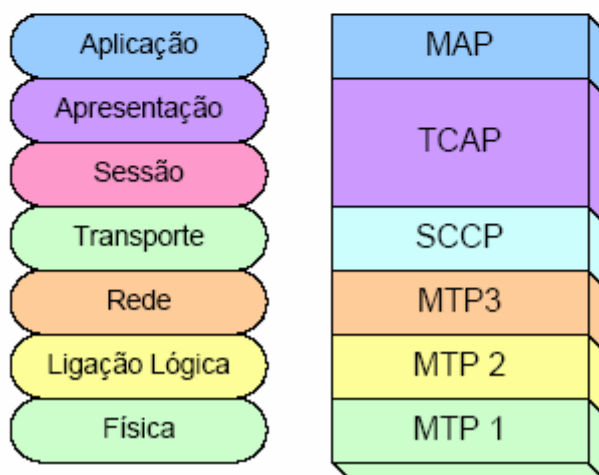 Aplicação
MAP
Apresentação
TCAP
Sessão
Transporte
SCCP
Rede
MTP3
Ligação Lógica
MTP 2
Física
MTP 1